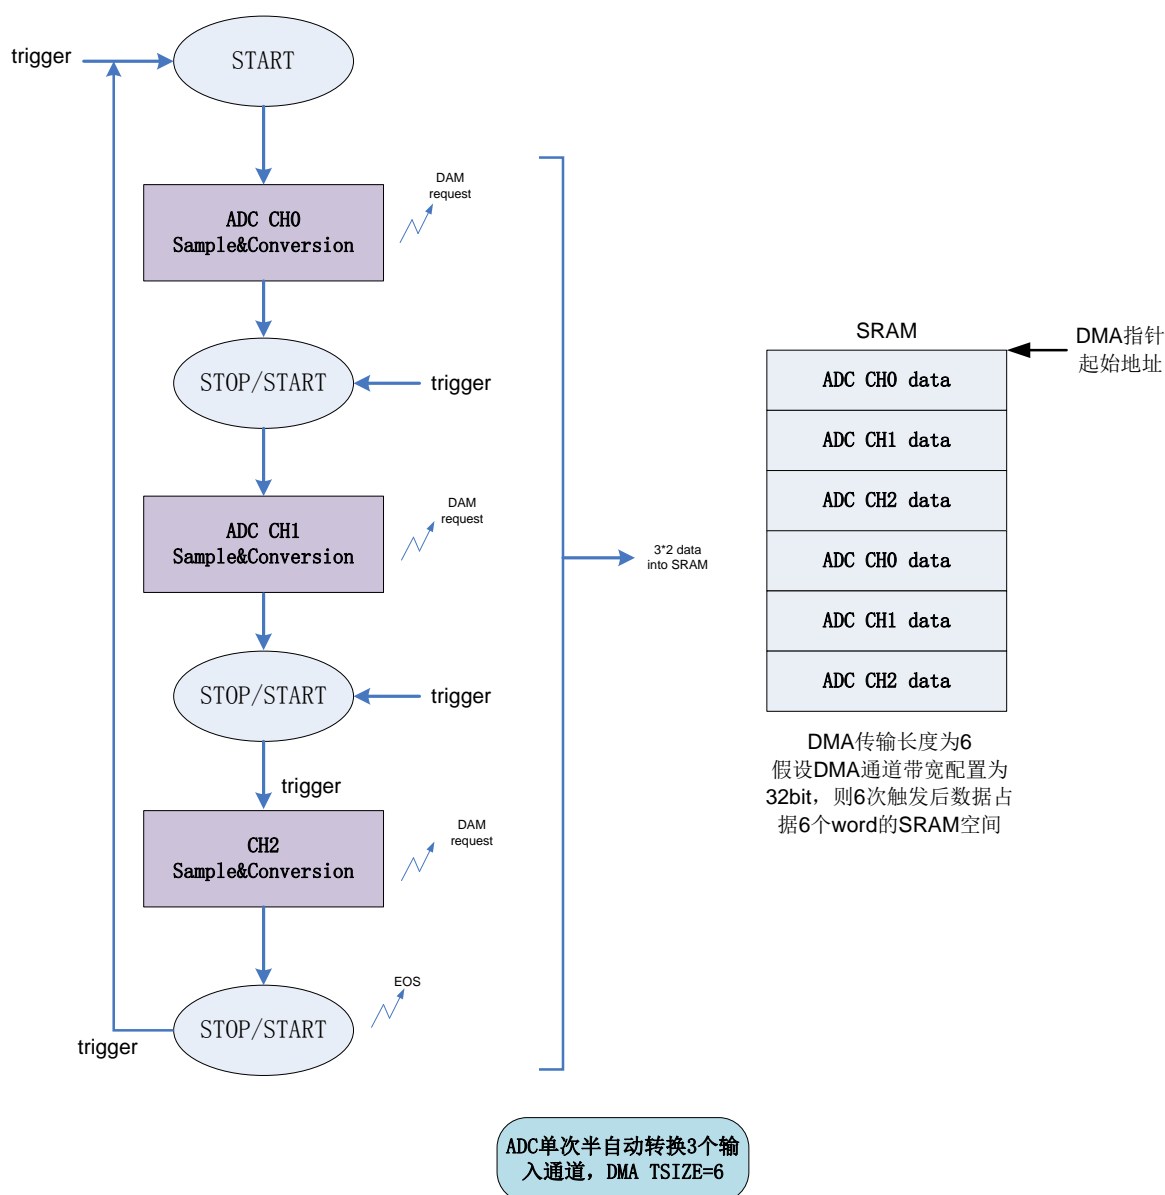 trigger
START
DAM
request
ADC CH0
Sample&Conversion
STOP/START
trigger
DAM
request
ADC CH1
Sample&Conversion
STOP/START
trigger
trigger
DAM
request
CH2
Sample&Conversion
EOS
STOP/START
trigger
3*2 data
into SRAM
SRAM
DMA指针
起始地址
ADC CH0 data
ADC CH1 data
ADC CH2 data
ADC CH0 data
ADC CH1 data
ADC CH2 data
DMA传输长度为6
假设DMA通道带宽配置为
32bit，则6次触发后数据占
据6个word的SRAM空间
ADC单次半自动转换3个输
入通道，DMA TSIZE=6